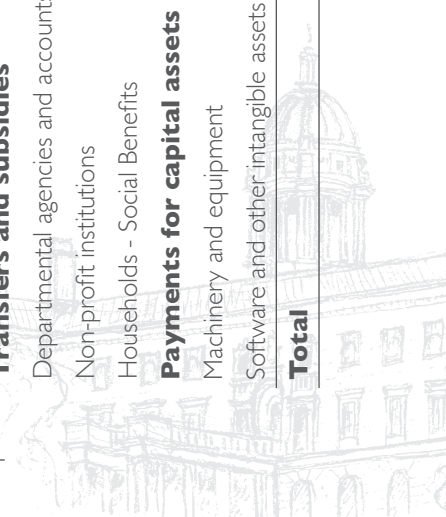 Transfers and subsidies
Departmental agencies and accounts
Non-profit institutions
Households - Social Benefits
Payments for capital assets
Machinery and equipment
Software and other intangible assets
Total